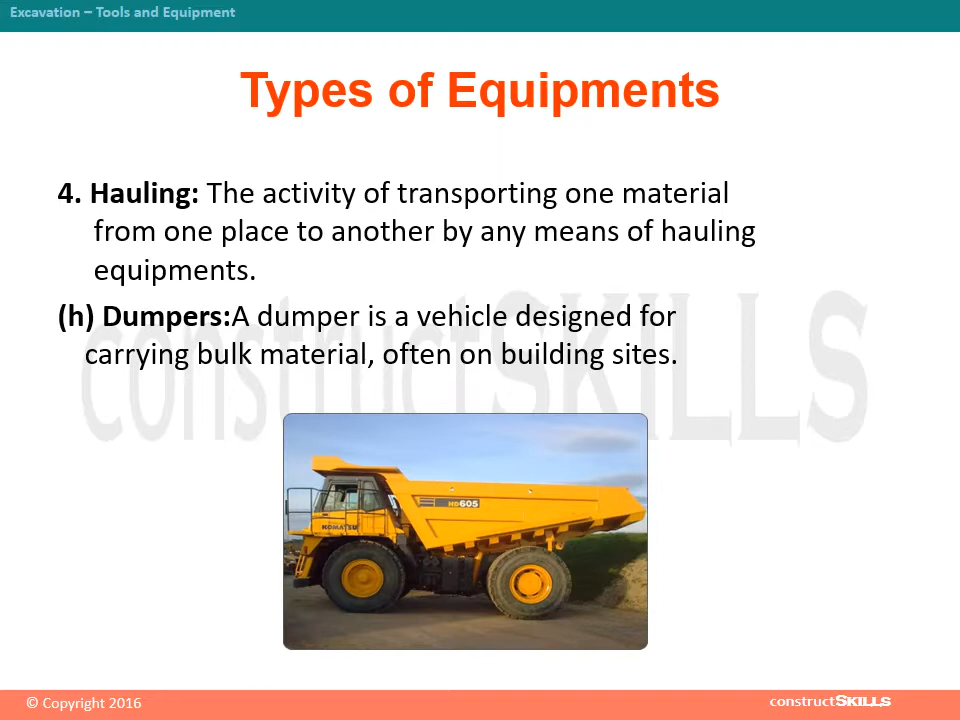 Excavation – Tools and Equipment
Types of Equipments
4. Hauling: The activity of transporting one material
from one place to another by any means of hauling
equipments.
(h) Dumpers:A dumper is a vehicle designed for
carrying bulk material, often on building sites.
constructSKILLS
HD605
KOMATSU
© Copyright 2016
constructSKILLS